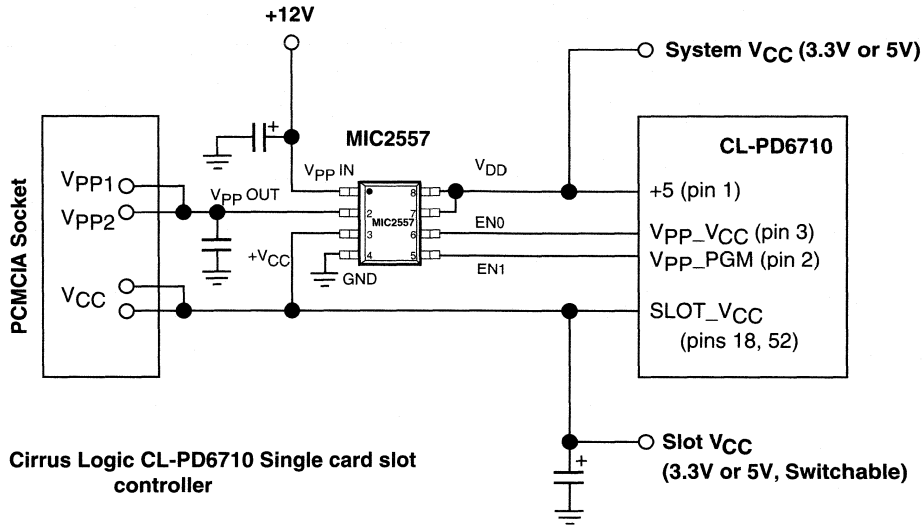 +12V
System VCC (3.3V or 5V)
+
MIC2557
CL-PD6710
PCMCIA Socket
VPP1
VPP2
VPP IN
VDD
+5 (pin 1)
VPP OUT
8
2
MIC2557
7
EN0
VPP_VCC (pin 3)
3
6
+VCC
VPP_PGM (pin 2)
4
5
GND
EN1
VCC
SLOT_VCC
(pins 18, 52)
Slot VCC
+
(3.3V or 5V, Switchable)
Cirrus Logic CL-PD6710 Single card slot
controller